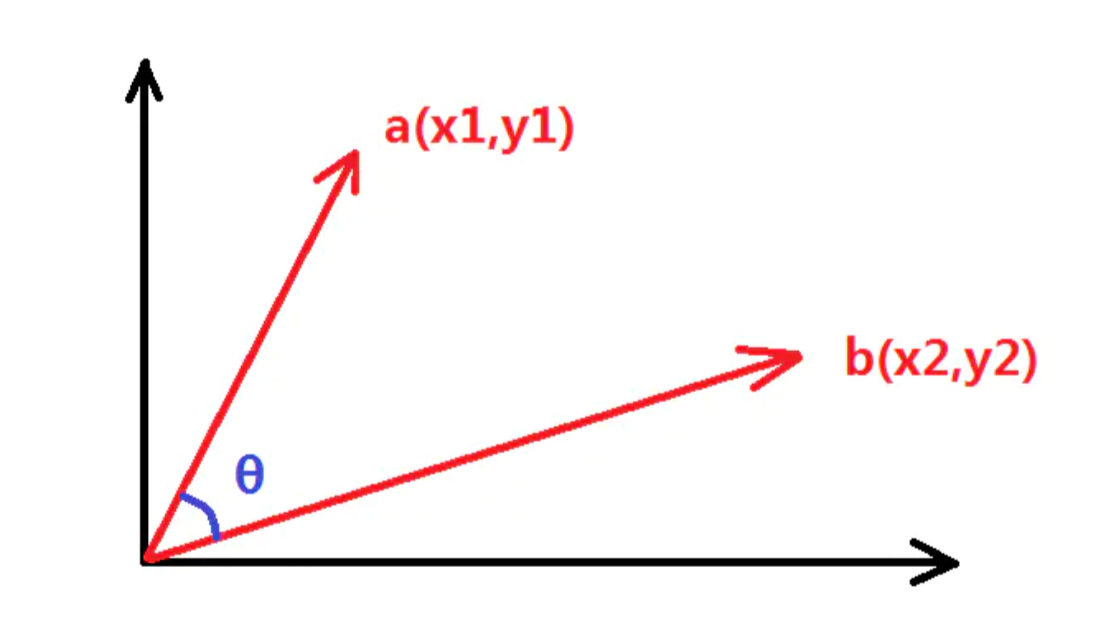 a(x1,y1)
b(x2,y2)
θ